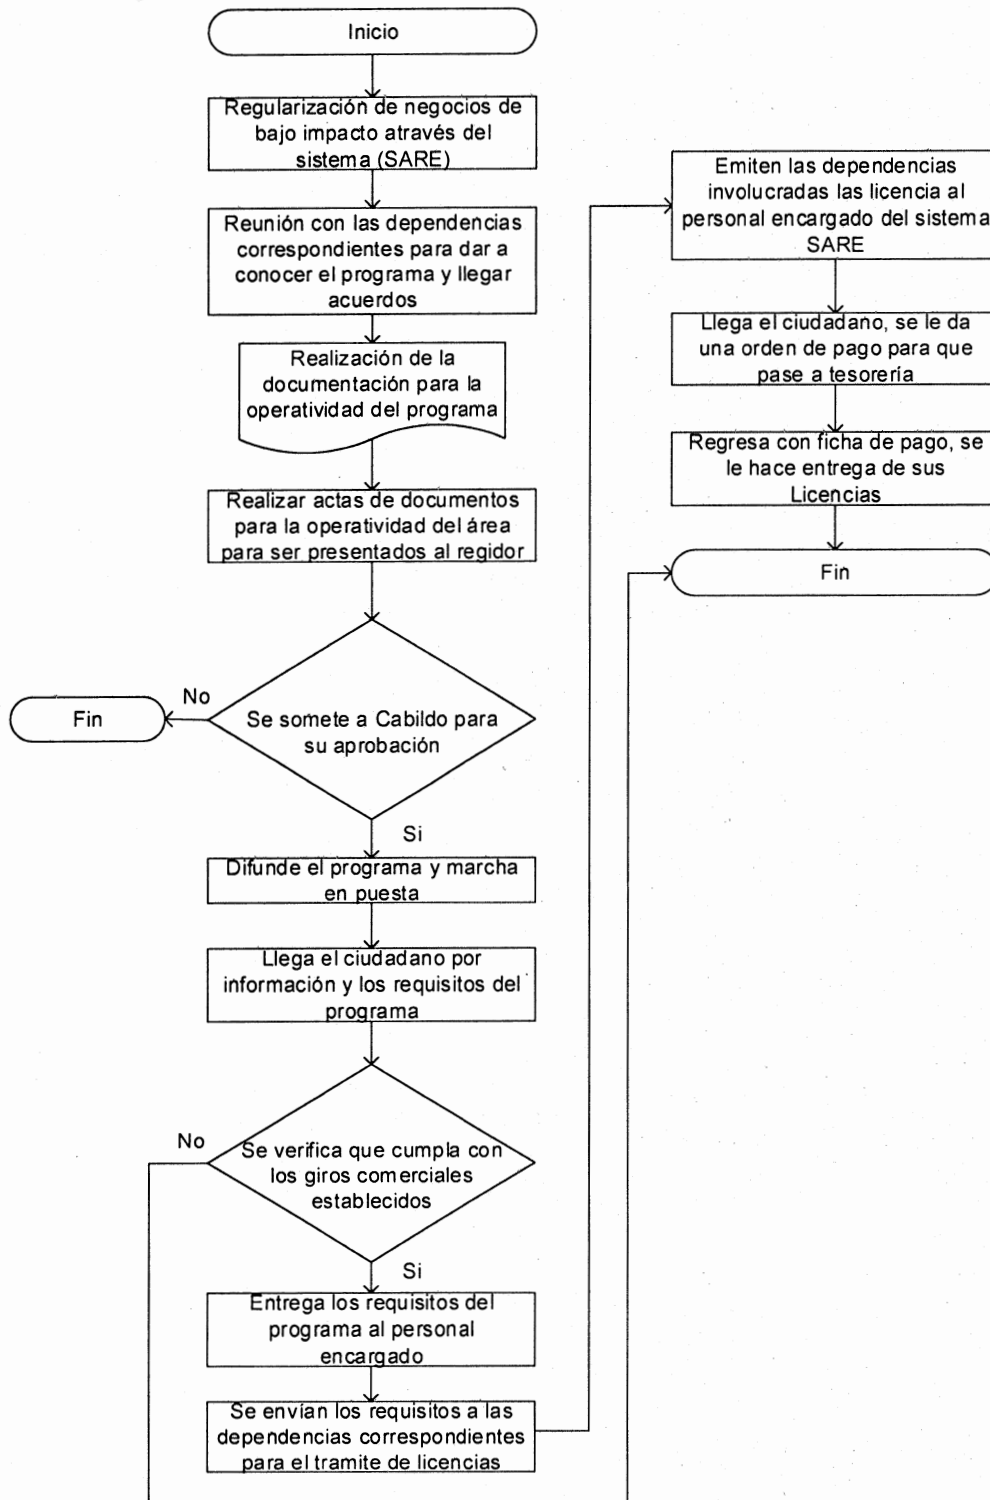 Inicio
Regularización de negocios de
bajo impacto através del
sistema (SARE)
Reunión con las dependencias
correspondientes para dar a
conocer el programa y llegar
acuerdos
Realización de la
documentación para la
operatividad del programa
Realizar actas de documentos
para la operatividad del área
para ser presentados al regidor
No
Fin
Se somete a Cabildo para
su aprobación
Si
Difunde el programa y marcha
en puesta
Llega el ciudadano por
información y los requisitos del
programa
No
Se verifica que cumpla con
los giros comerciales
establecidos
Si
Entrega los requisitos del
programa al personal
encargado
Se envían los requisitos a las
dependencias correspondientes
para el tramite de licencias
Emiten las dependencias
involucradas las licencia al
personal encargado del sistema
SARE
Llega el ciudadano, se le da
una orden de pago para que
pase a tesorería
Regresa con ficha de pago, se
le hace entrega de sus
Licencias
Fin